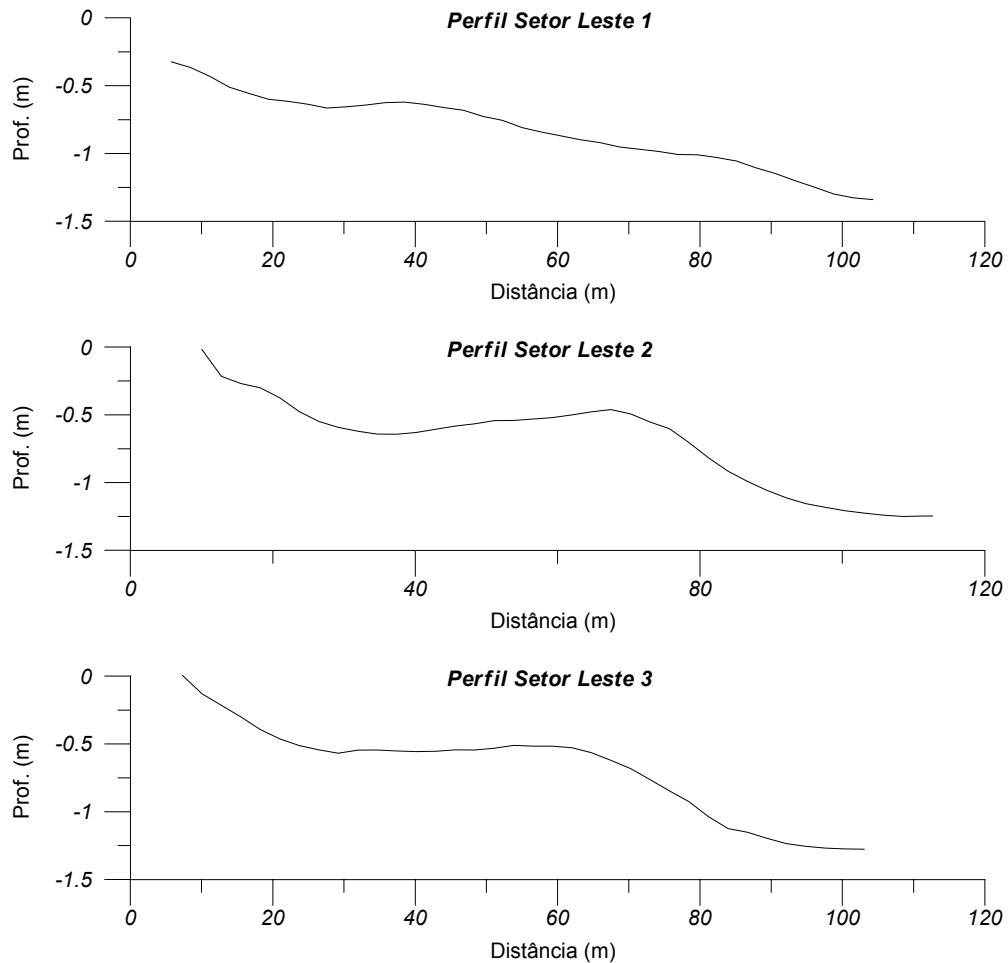 Perfil Setor Leste 1
0
-0.5
-1
-1.5
Prof. (m)
0 20 40 60 80 100 120
Distância (m)
Perfil Setor Leste 2
0
-0.5
-1
-1.5
Prof. (m)
0 40 80 120
Distância (m)
Perfil Setor Leste 3
0
-0.5
-1
-1.5
Prof. (m)
0 20 40 60 80 100 120
Distância (m)